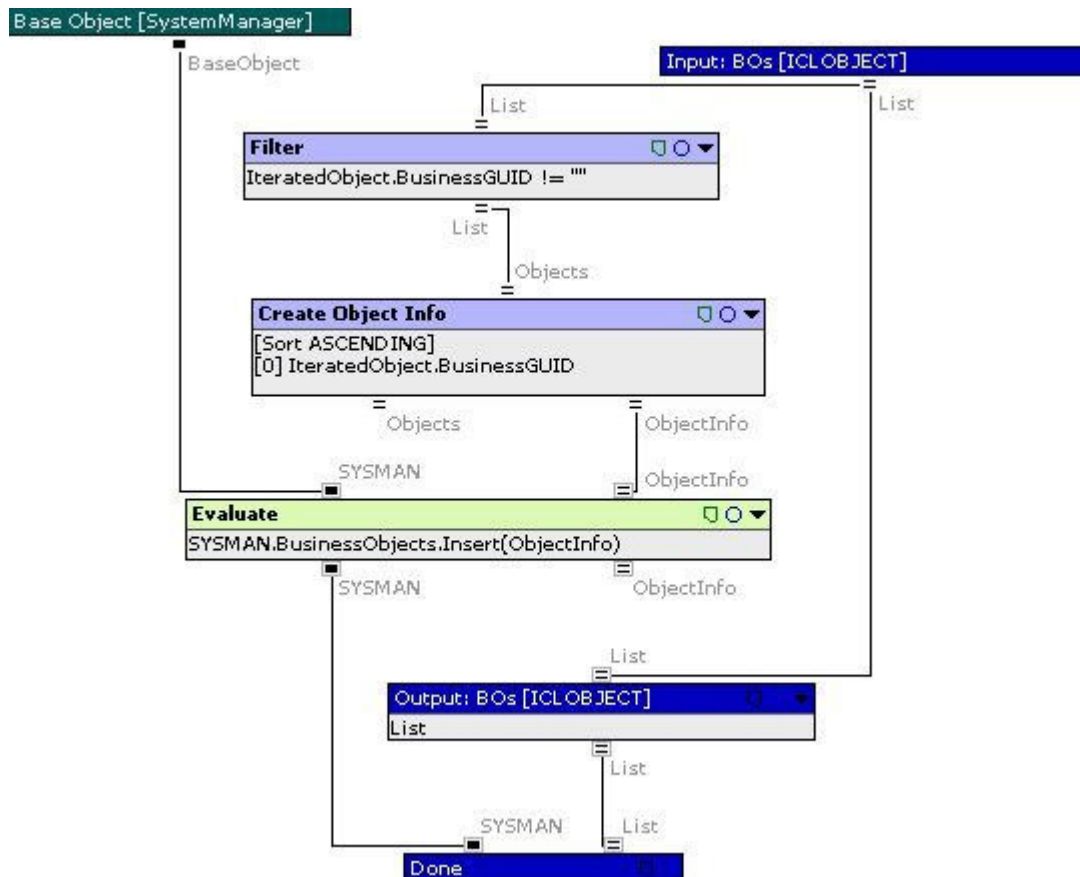 Base Object [SystemManager]
BaseObject
Input: BOs [ICLOBJECT]
List
List
Filter
IteratedObject.BusinessGUID != ""
List
Objects
Create Object Info
[Sort ASCENDING]
[0] IteratedObject.BusinessGUID
Objects
ObjectInfo
SYSMAN
ObjectInfo
Evaluate
SYSMAN.BusinessObjects.Insert(ObjectInfo)
SYSMAN
ObjectInfo
List
Output: BOs [ICLOBJECT]
List
List
SYSMAN
List
Done